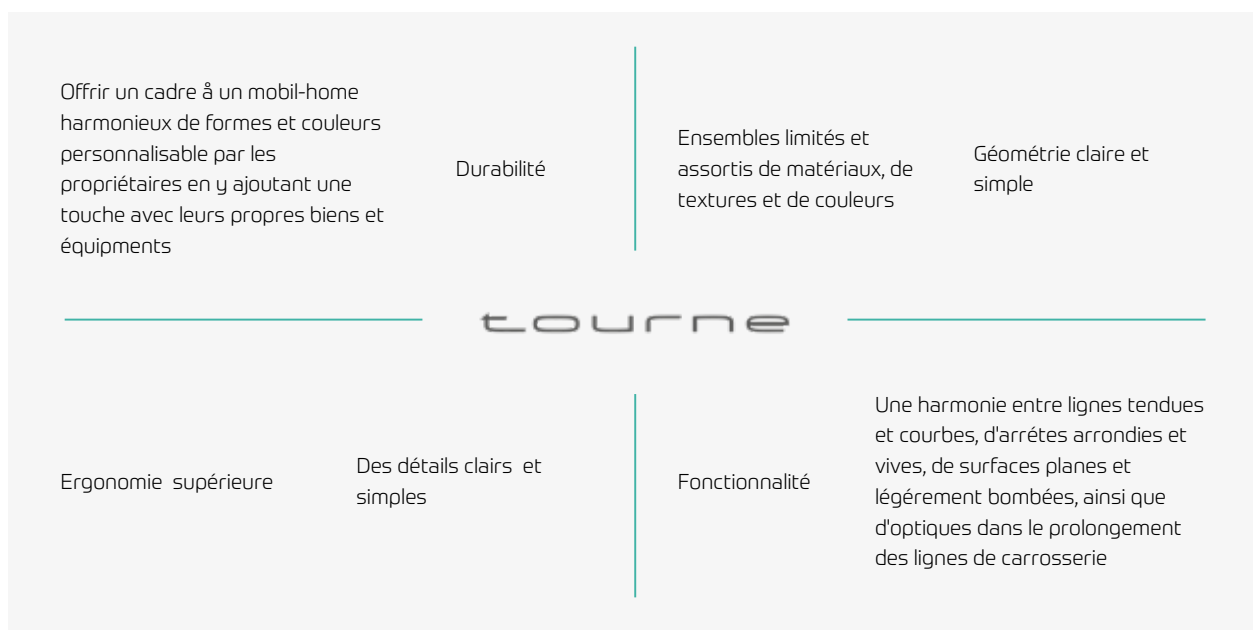 Offrir un cadre å un mobil-home
harmonieux de formes et couleurs
personnalisable par les
propriétaires en y ajoutant une
touche avec leurs propres biens et
équipments
Durabilité
Ensembles limités et
assortis de matériaux, de
textures et de couleurs
Géométrie claire et
simple
tourne
Ergonomie supérieure
Des détails clairs et
simples
Fonctionnalité
Une harmonie entre lignes tendues
et courbes, d'arrétes arrondies et
vives, de surfaces planes et
légérement bombées, ainsi que
d'optiques dans le prolongement
des lignes de carrosserie